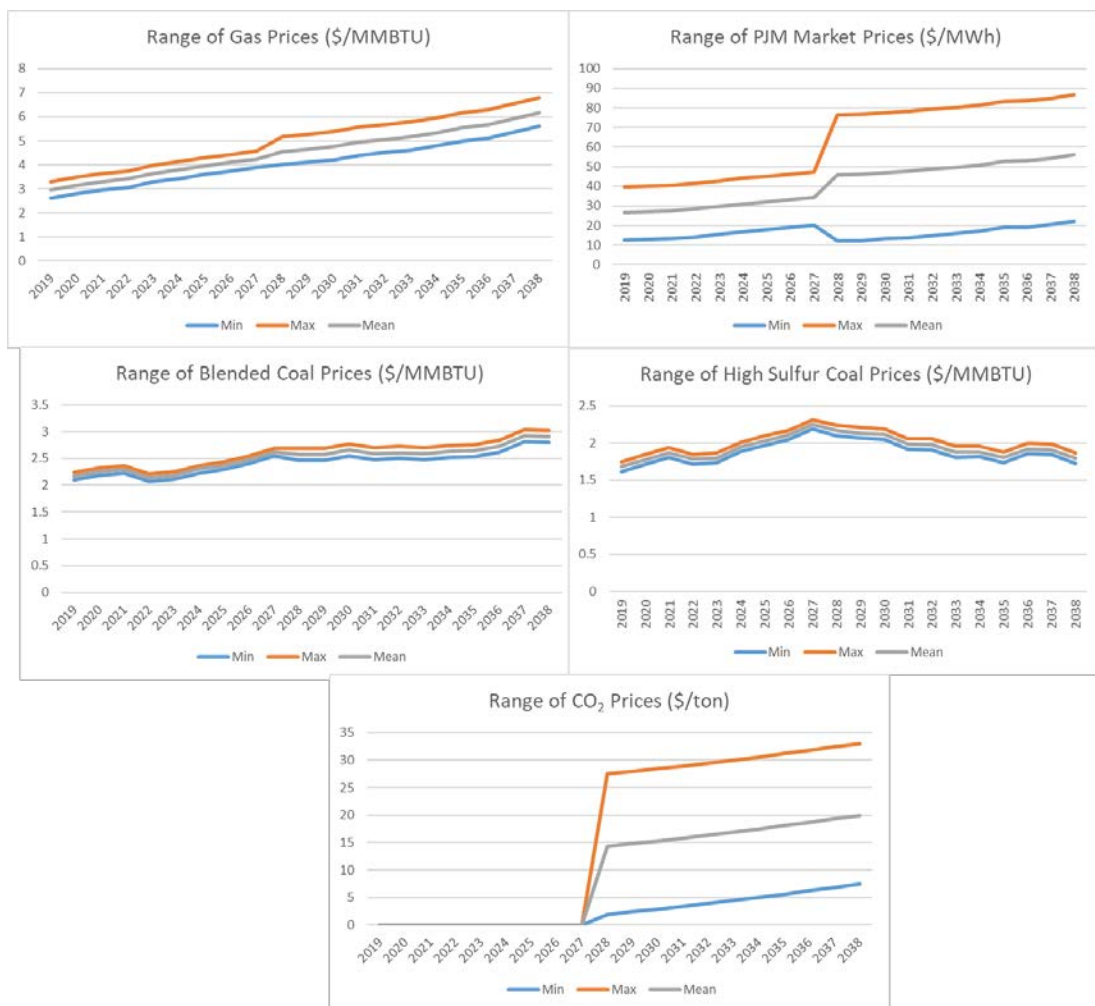 Range of Gas Prices ($/MMBTU)
8
7
6
5
4
3
2
1
0
2019 2020 2021 2022 2023 2024 2025 2026 2027 2028 2029 2030 2031 2032 2033 2034 2035 2036 2037 2038
Min Max Mean
Range of PJM Market Prices ($/MWh)
100
90
80
70
60
50
40
30
20
10
0
2019 2020 2021 2022 2023 2024 2025 2026 2027 2028 2029 2030 2031 2032 2033 2034 2035 2036 2037 2038
Min Max Mean
Range of Blended Coal Prices ($/MMBTU)
3.5
3
2.5
2
1.5
1
0.5
0
2019 2020 2021 2022 2023 2024 2025 2026 2027 2028 2029 2030 2031 2032 2033 2034 2035 2036 2037 2038
Min Max Mean
Range of High Sulfur Coal Prices ($/MMBTU)
2.5
2
1.5
1
0.5
0
2019 2020 2021 2022 2023 2024 2025 2026 2027 2028 2029 2030 2031 2032 2033 2034 2035 2036 2037 2038
Min Max Mean
Range of CO₂ Prices ($/ton)
35
30
25
20
15
10
5
0
2019 2020 2021 2022 2023 2024 2025 2026 2027 2028 2029 2030 2031 2032 2033 2034 2035 2036 2037 2038
Min Max Mean